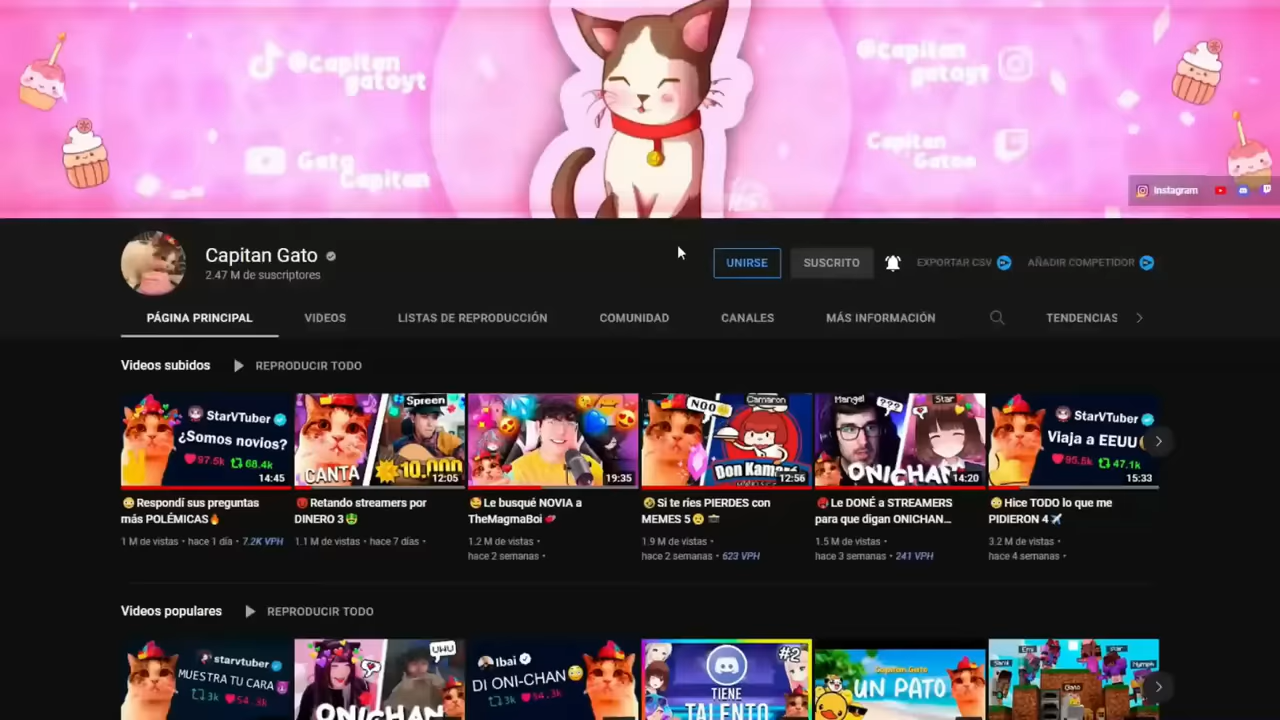 @capitan
gatoyt
@capitan
gatoyt
Gato
Capitan
Capitan
Gatoo
Instagram
Capitan Gato
2.47 M de suscriptores
UNIRSE
SUSCRITO
EXPORTAR CSV
AÑADIR COMPETIDOR
PÁGINA PRINCIPAL
VIDEOS
LISTAS DE REPRODUCCIÓN
COMUNIDAD
CANALES
MÁS INFORMACIÓN
TENDENCIAS
Videos subidos
REPRODUCIR TODO
StarVTuber
¿Somos novios?
97.5k 68.4k
14:45
Spreen
CANTA
10.000
12:05
19:35
NOO
Camaron
12:56
Mangel
???
Star
ONICHAN
14:20
StarVTuber
Viaja a EEUU
95.5k 47.1k
15:33
Respondí sus preguntas
más POLÉMICAS
1 M de vistas • hace 1 día • 7.2K VPH
Retando streamers por
DINERO 3
1.1 M de vistas • hace 7 días •
Le busqué NOVIA a
TheMagmaBoi
1.2 M de vistas •
hace 2 semanas •
Si te ries PIERDES con
MEMES 5
1.9 M de vistas •
hace 2 semanas • 623 VPH
Le DONÉ a STREAMERS
para que digan ONICHAN...
1.5 M de vistas •
hace 3 semanas • 241 VPH
Hice TODO lo que me
PIDIERON 4
3.2 M de vistas •
hace 4 semanas •
Videos populares
REPRODUCIR TODO
starvtuber
MUESTRA TU CARA
3k 54.3k
UWU
ONICHAN
Ibai
DI ONI-CHAN
3k 54.3k
#2
TIENE
TALENTO
Capitan Gato
UN PATO